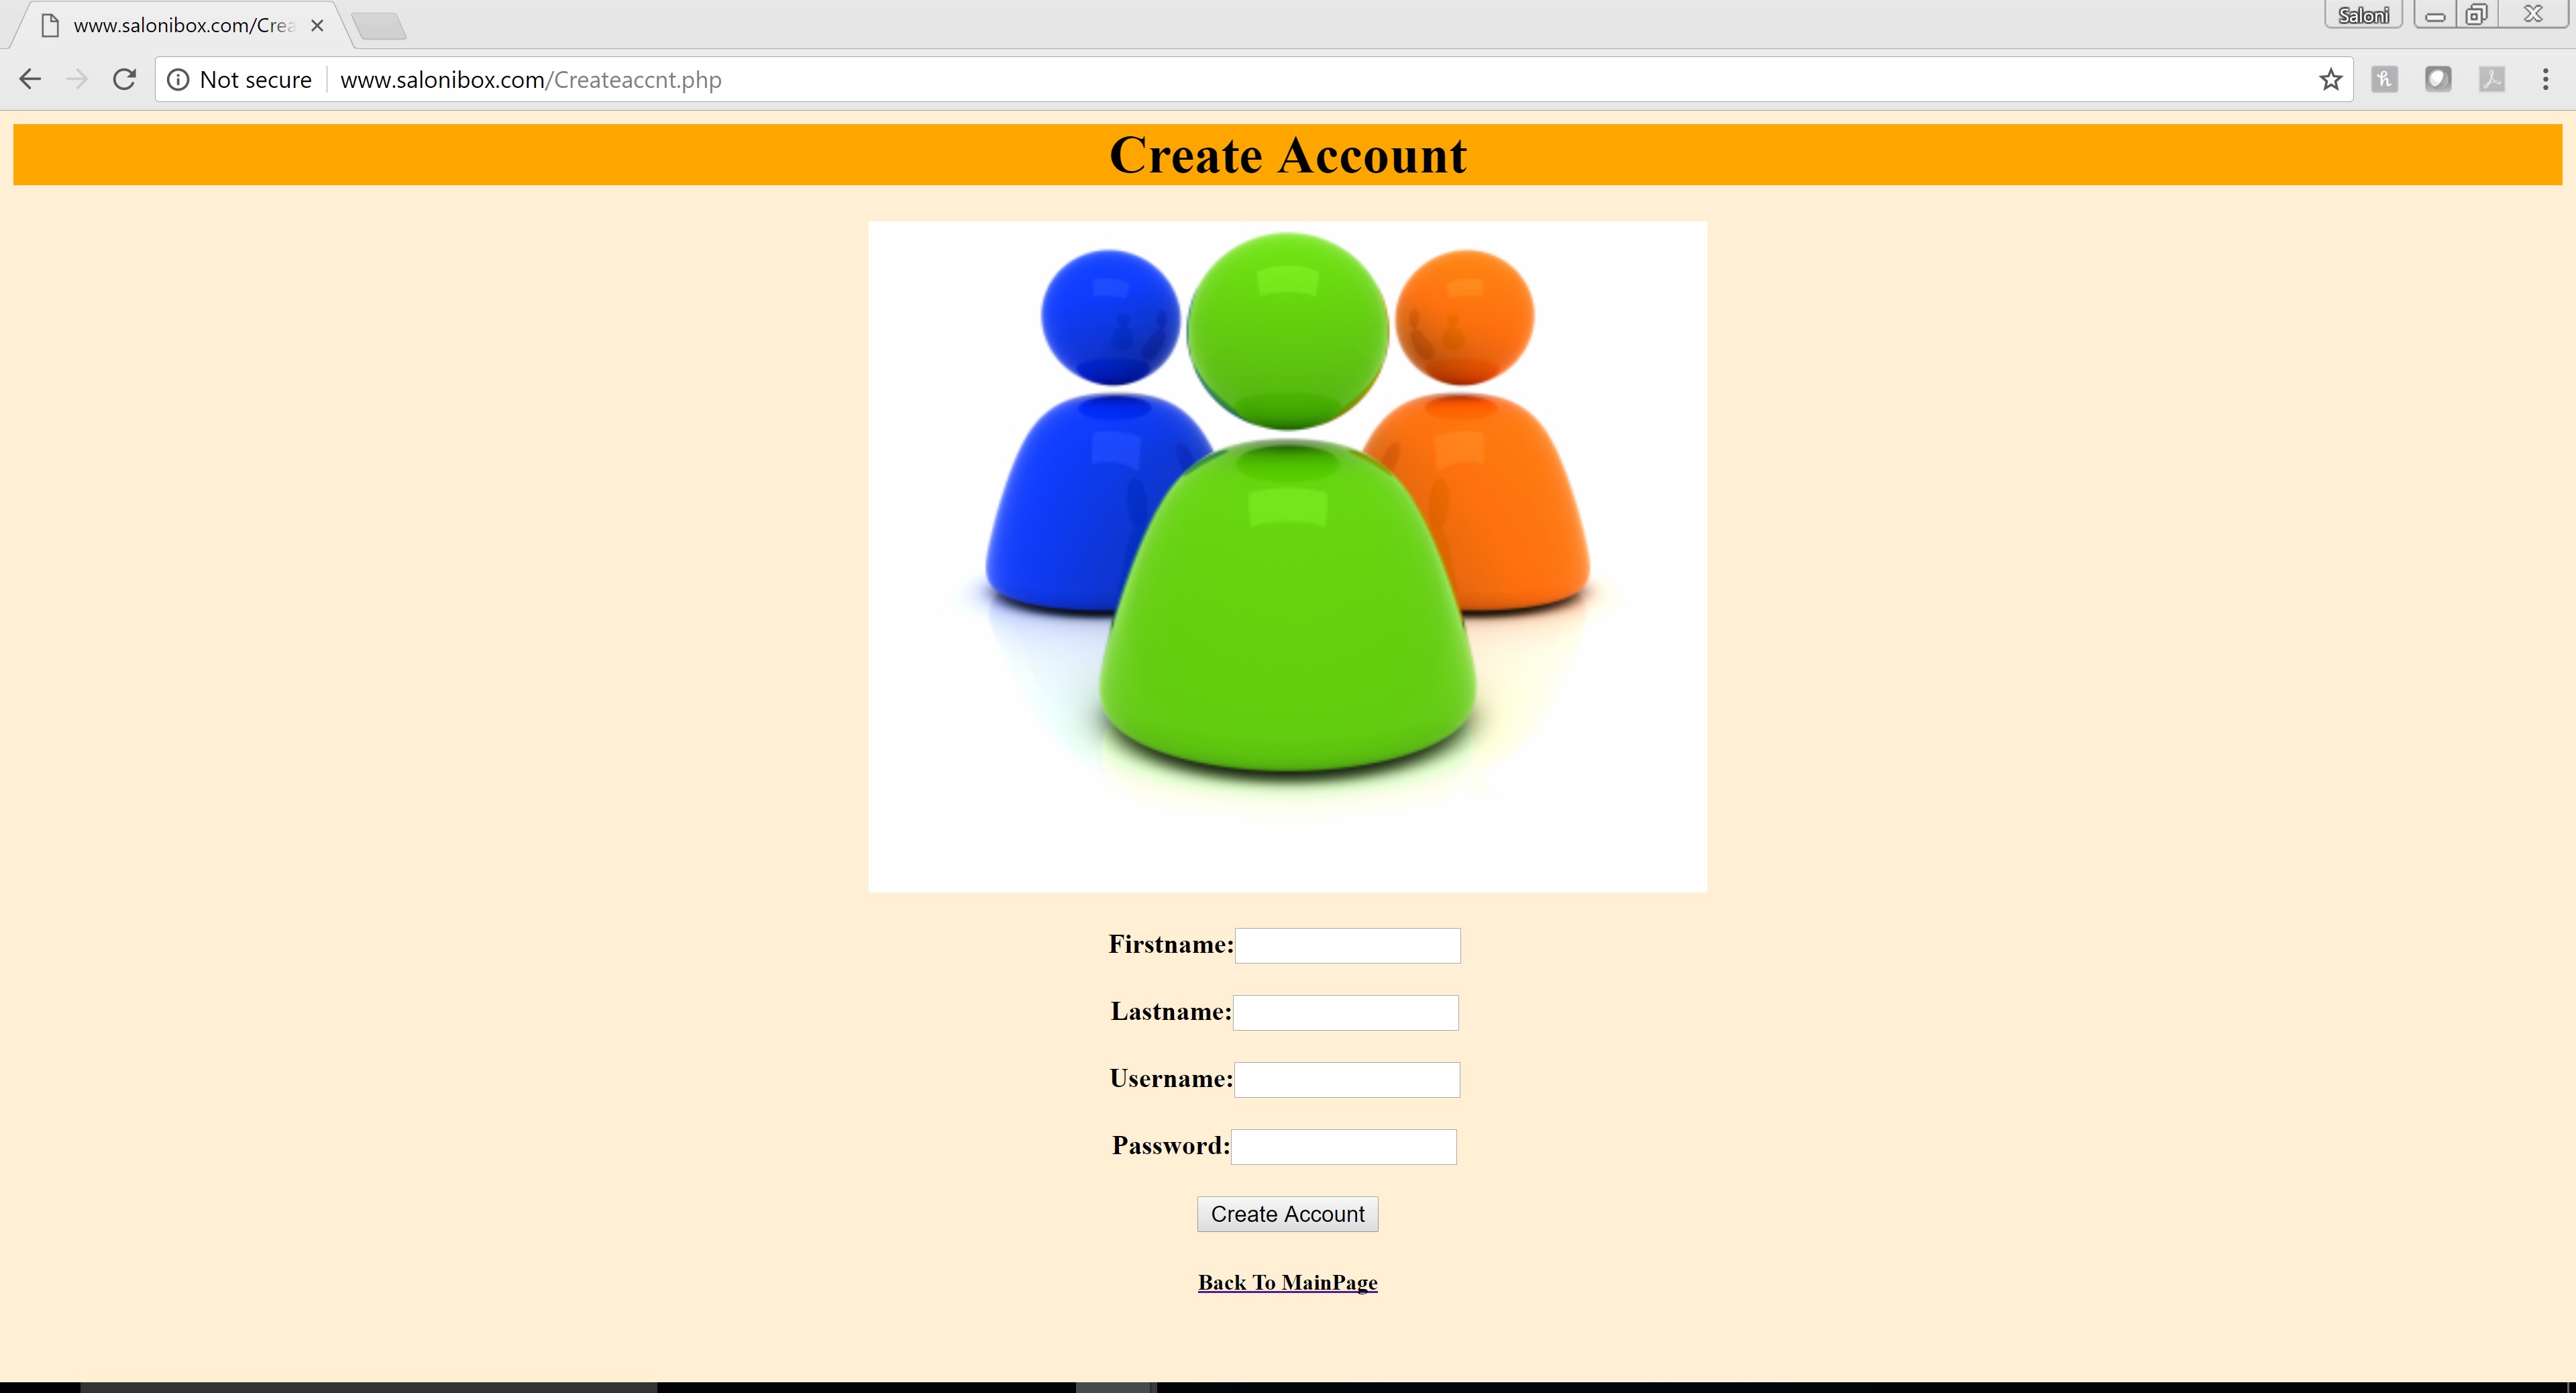 www.salonibox.com/Crea
Saloni
Not secure www.salonibox.com/Createaccnt.php
Create Account
Firstname:
Lastname:
Username:
Password:
Create Account
Back To MainPage